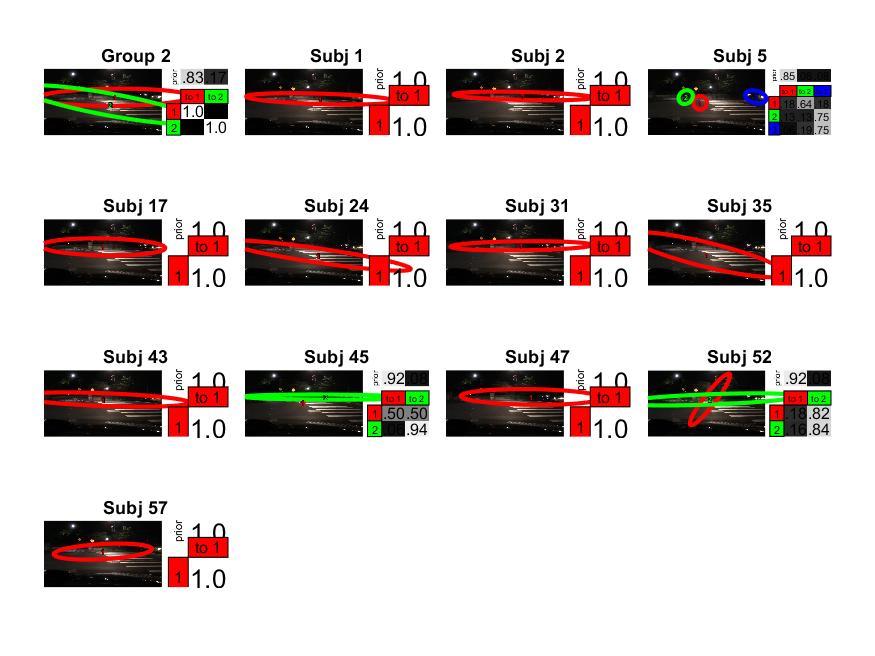 Group 2
prior .83 .17
to 1 to 2
1 1.0
2 1.0
Subj 1
prior 1.0
to 1
1 1.0
Subj 2
prior 1.0
to 1
1 1.0
Subj 5
prior .85
to 1 to 2
1 .18 .64 .18
2 .13 .13 .75
.19 .75
Subj 17
prior 1.0
to 1
1 1.0
Subj 24
prior 1.0
to 1
1 1.0
Subj 31
prior 1.0
to 1
1 1.0
Subj 35
prior 1.0
to 1
1 1.0
Subj 43
prior 1.0
to 1
1 1.0
Subj 45
prior .92 .08
to 1 to 2
1 .50 .50
2 .06 .94
Subj 47
prior 1.0
to 1
1 1.0
Subj 52
prior .92 .08
to 1 to 2
1 .18 .82
2 .16 .84
Subj 57
prior 1.0
to 1
1 1.0